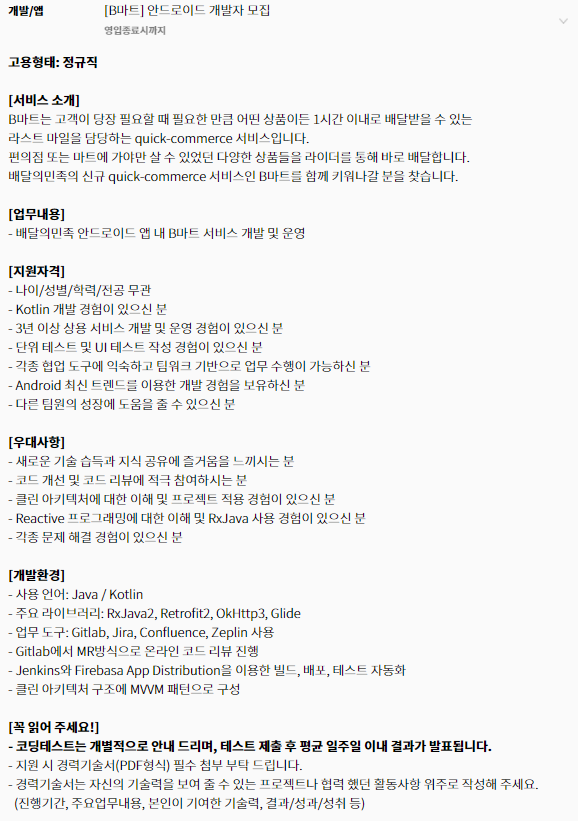 개발/앱
[B마트] 안드로이드 개발자 모집
영업종료시까지
고용형태: 정규직
[서비스 소개]
B마트는 고객이 당장 필요할 때 필요한 만큼 어떤 상품이든 1시간 이내로 배달받을 수 있는
라스트 마일을 담당하는 quick-commerce 서비스입니다.
편의점 또는 마트에 가야만 살 수 있었던 다양한 상품들을 라이더를 통해 바로 배달합니다.
배달의민족의 신규 quick-commerce 서비스인 B마트를 함께 키워나갈 분을 찾습니다.
[업무내용]
- 배달의민족 안드로이드 앱 내 B마트 서비스 개발 및 운영
[지원자격]
- 나이/성별/학력/전공 무관
- Kotlin 개발 경험이 있으신 분
- 3년 이상 상용 서비스 개발 및 운영 경험이 있으신 분
- 단위 테스트 및 UI 테스트 작성 경험이 있으신 분
- 각종 협업 도구에 익숙하고 팀워크 기반으로 업무 수행이 가능하신 분
- Android 최신 트렌드를 이용한 개발 경험을 보유하신 분
- 다른 팀원의 성장에 도움을 줄 수 있으신 분
[우대사항]
- 새로운 기술 습득과 지식 공유에 즐거움을 느끼시는 분
- 코드 개선 및 코드 리뷰에 적극 참여하시는 분
- 클린 아키텍처에 대한 이해 및 프로젝트 적용 경험이 있으신 분
- Reactive 프로그래밍에 대한 이해 및 RxJava 사용 경험이 있으신 분
- 각종 문제 해결 경험이 있으신 분
[개발환경]
- 사용 언어: Java / Kotlin
- 주요 라이브러리: RxJava2, Retrofit2, OkHttp3, Glide
- 업무 도구: Gitlab, Jira, Confluence, Zeplin 사용
- Gitlab에서 MR방식으로 온라인 코드 리뷰 진행
- Jenkins와 Firebasa App Distribution을 이용한 빌드, 배포, 테스트 자동화
- 클린 아키텍처 구조에 MVVM 패턴으로 구성
[꼭 읽어 주세요!]
- 코딩테스트는 개별적으로 안내 드리며, 테스트 제출 후 평균 일주일 이내 결과가 발표됩니다.
- 지원 시 경력기술서(PDF형식) 필수 첨부 부탁 드립니다.
- 경력기술서는 자신의 기술력을 보여 줄 수 있는 프로젝트나 협력 했던 활동사항 위주로 작성해 주세요.
(진행기간, 주요업무내용, 본인이 기여한 기술력, 결과/성과/성취 등)